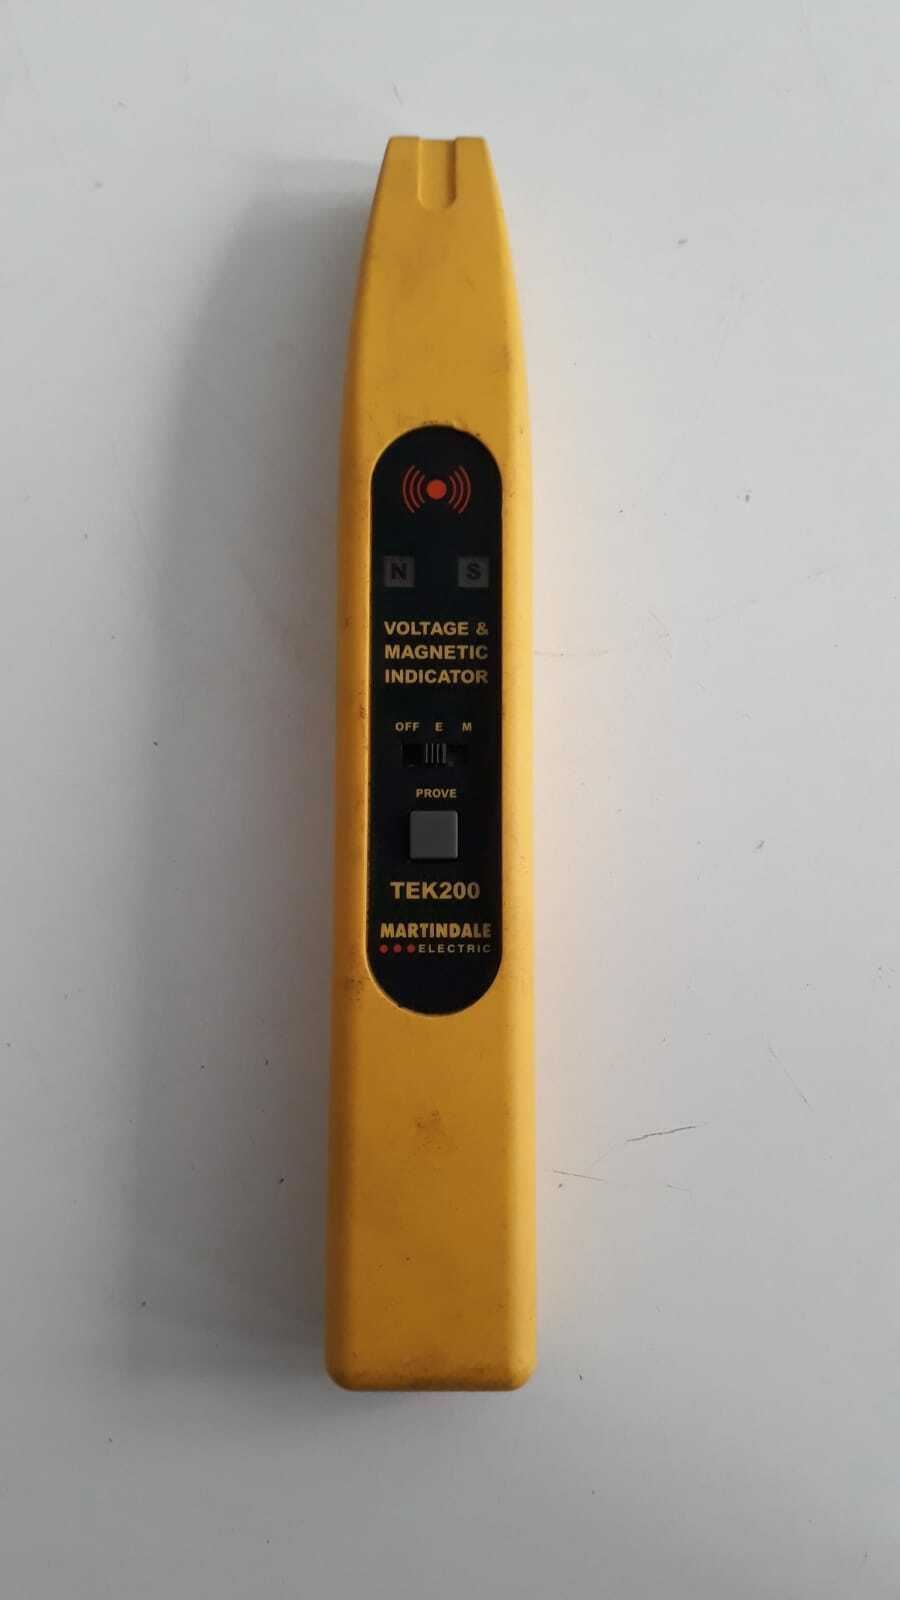 N S
VOLTAGE &
MAGNETIC
INDICATOR
OFF E M
PROVE
TEK200
MARTINDALE
ELECTRIC